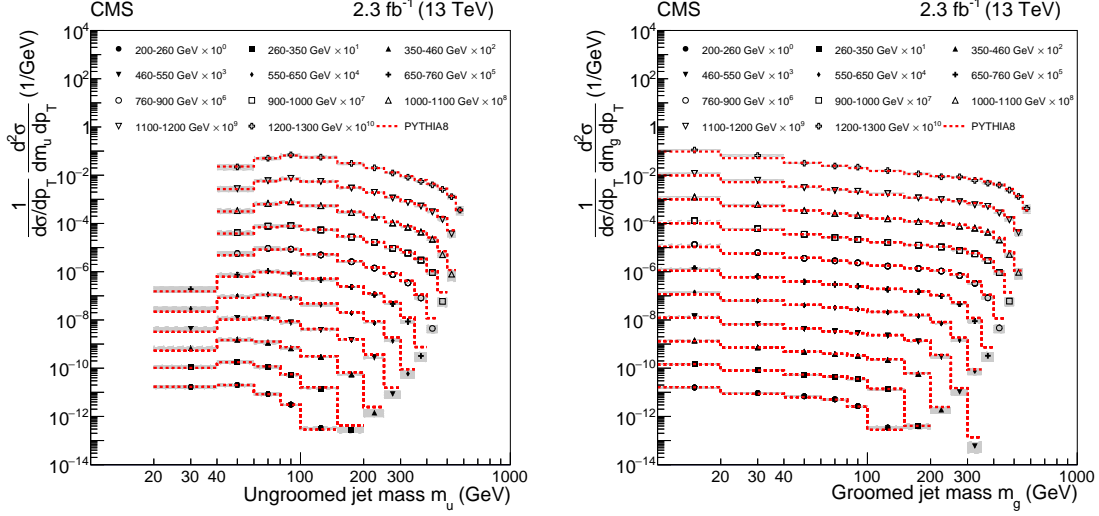 CMS 2.3 fb⁻¹ (13 TeV)
1/(dσ/dp_T) d²σ/(dm_u dp_T) (1/GeV)
10⁴
10²
1
10⁻²
10⁻⁴
10⁻⁶
10⁻⁸
10⁻¹⁰
10⁻¹²
10⁻¹⁴
200-260 GeV × 10⁰ 260-350 GeV × 10¹ 350-460 GeV × 10²
460-550 GeV × 10³ 550-650 GeV × 10⁴ 650-760 GeV × 10⁵
760-900 GeV × 10⁶ 900-1000 GeV × 10⁷ 1000-1100 GeV × 10⁸
1100-1200 GeV × 10⁹ 1200-1300 GeV × 10¹⁰ PYTHIA8
20 30 100 200 300 1000
Ungroomed jet mass m_u (GeV)
CMS 2.3 fb⁻¹ (13 TeV)
1/(dσ/dp_T) d²σ/(dm_g dp_T) (1/GeV)
10⁴
10²
1
10⁻²
10⁻⁴
10⁻⁶
10⁻⁸
10⁻¹⁰
10⁻¹²
10⁻¹⁴
200-260 GeV × 10⁰ 260-350 GeV × 10¹ 350-460 GeV × 10²
460-550 GeV × 10³ 550-650 GeV × 10⁴ 650-760 GeV × 10⁵
760-900 GeV × 10⁶ 900-1000 GeV × 10⁷ 1000-1100 GeV × 10⁸
1100-1200 GeV × 10⁹ 1200-1300 GeV × 10¹⁰ PYTHIA8
20 30 40 100 200 300 1000
Groomed jet mass m_g (GeV)